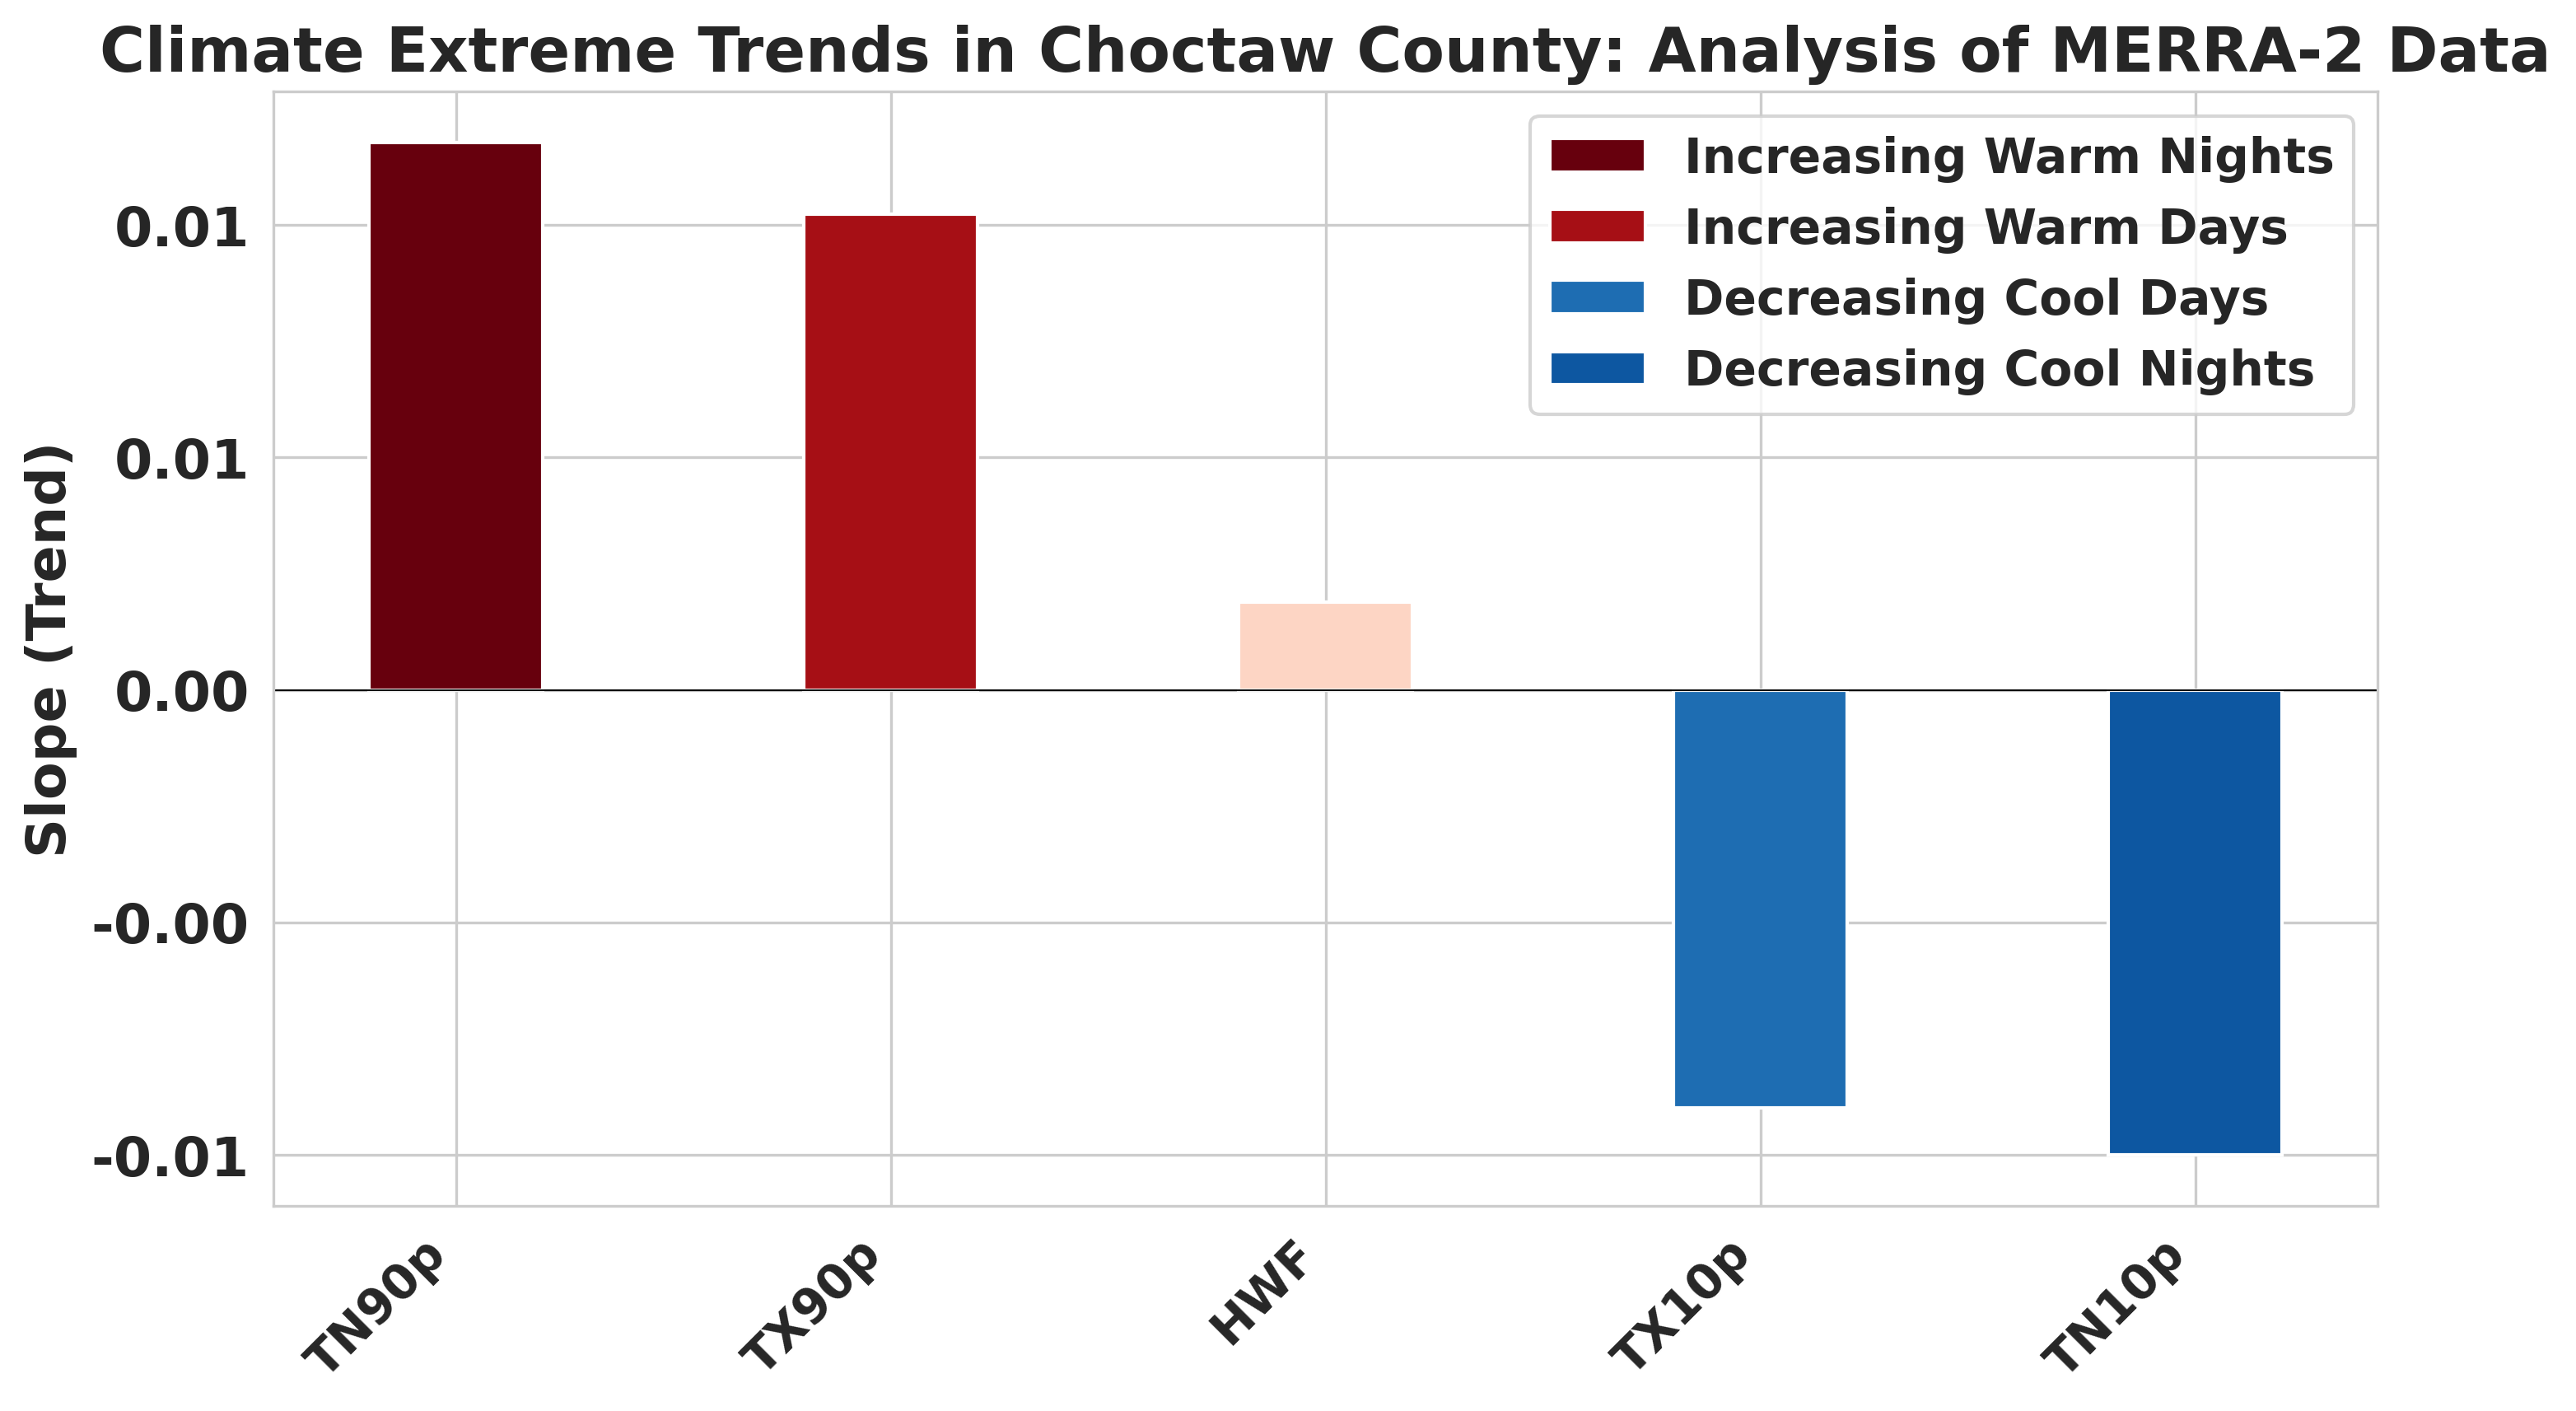 Climate Extreme Trends in Choctaw County: Analysis of MERRA-2 Data
Increasing Warm Nights
Increasing Warm Days
Decreasing Cool Days
Decreasing Cool Nights
Slope (Trend)
0.01
0.01
0.00
-0.00
-0.01
TN90p
TX90p
HWF
TX10p
TN10p